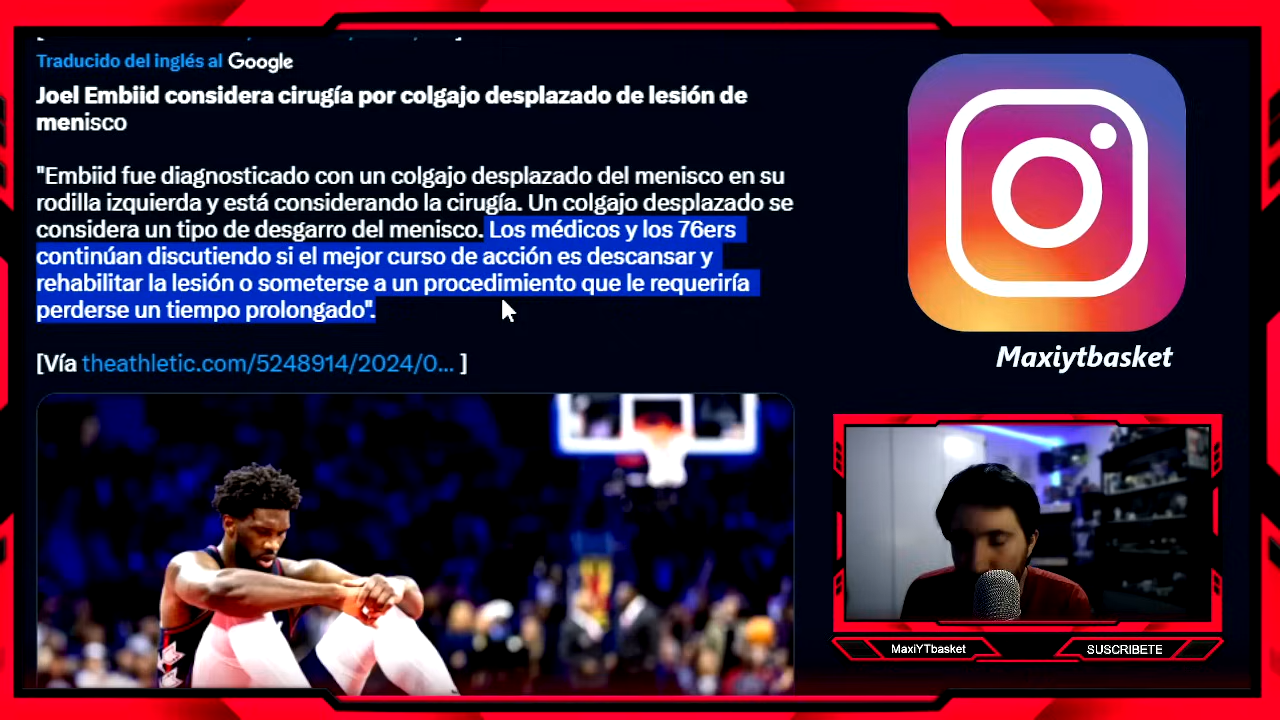 Traducido del inglés al Google
Joel Embiid considera cirugía por colgajo desplazado de lesión de
menisco
"Embiid fue diagnosticado con un colgajo desplazado del menisco en su
rodilla izquierda y está considerando la cirugía. Un colgajo desplazado se
considera un tipo de desgarro del menisco. Los médicos y los 76ers
continúan discutiendo si el mejor curso de acción es descansar y
rehabilitar la lesión o someterse a un procedimiento que le requeriría
perderse un tiempo prolongado".
[Vía theathletic.com/5248914/2024/0... ]
Maxiytbasket
MaxiYTbasket
SUSCRIBETE